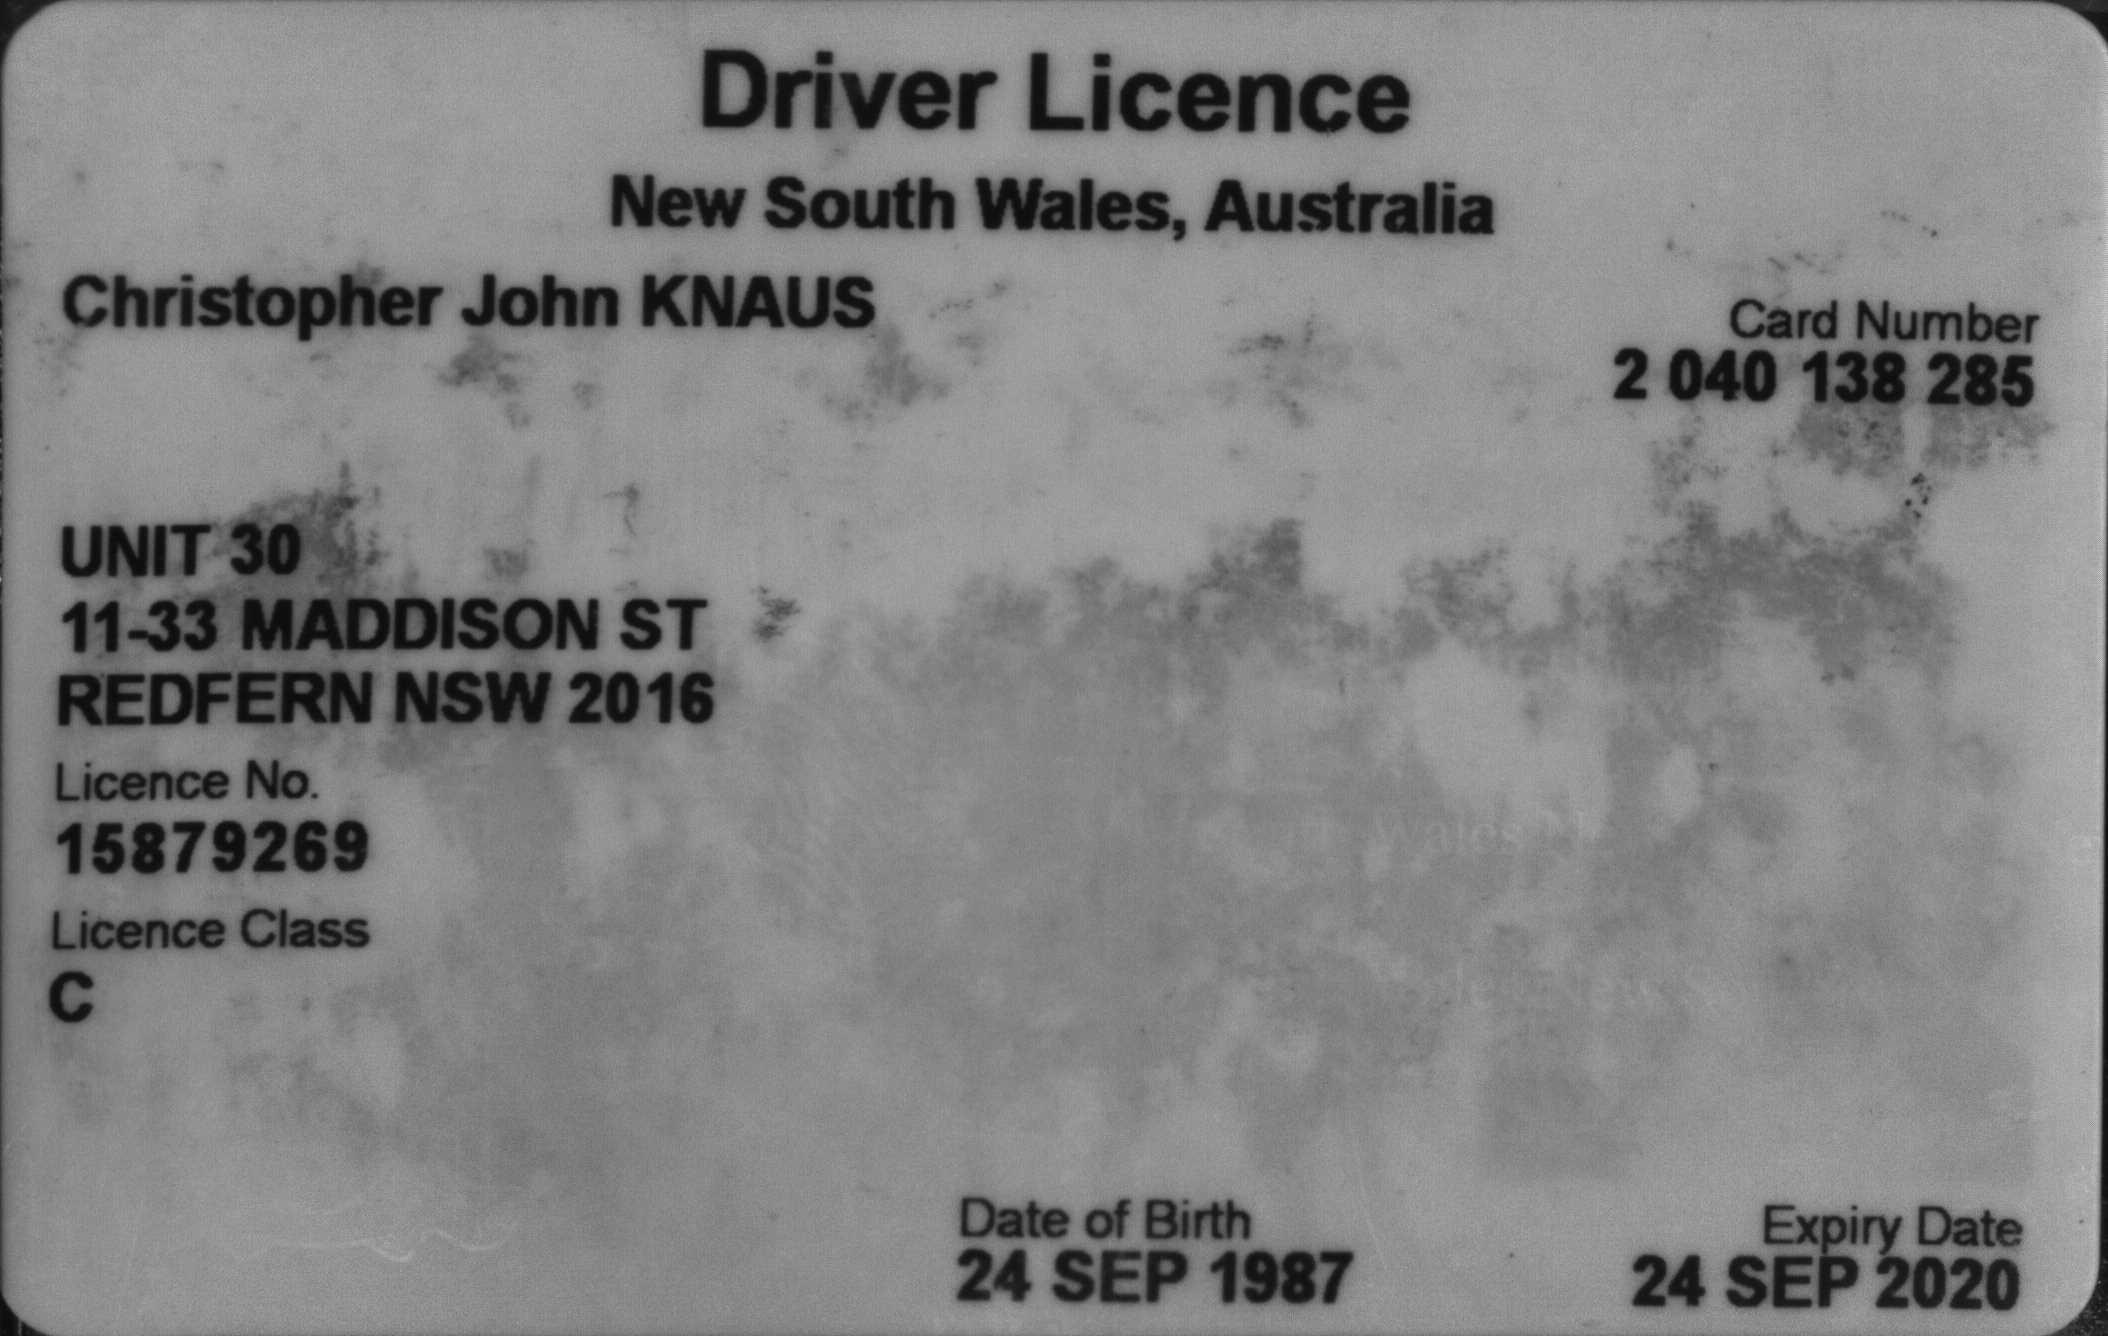 Driver Licence
New South Wales, Australia
Christopher John KNAUS
Card Number
2 040 138 285
UNIT 30
11-33 MADDISON ST
REDFERN NSW 2016
Licence No.
15879269
Licence Class
C
Wales
Date of Birth
24 SEP 1987
Expiry Date
24 SEP 2020